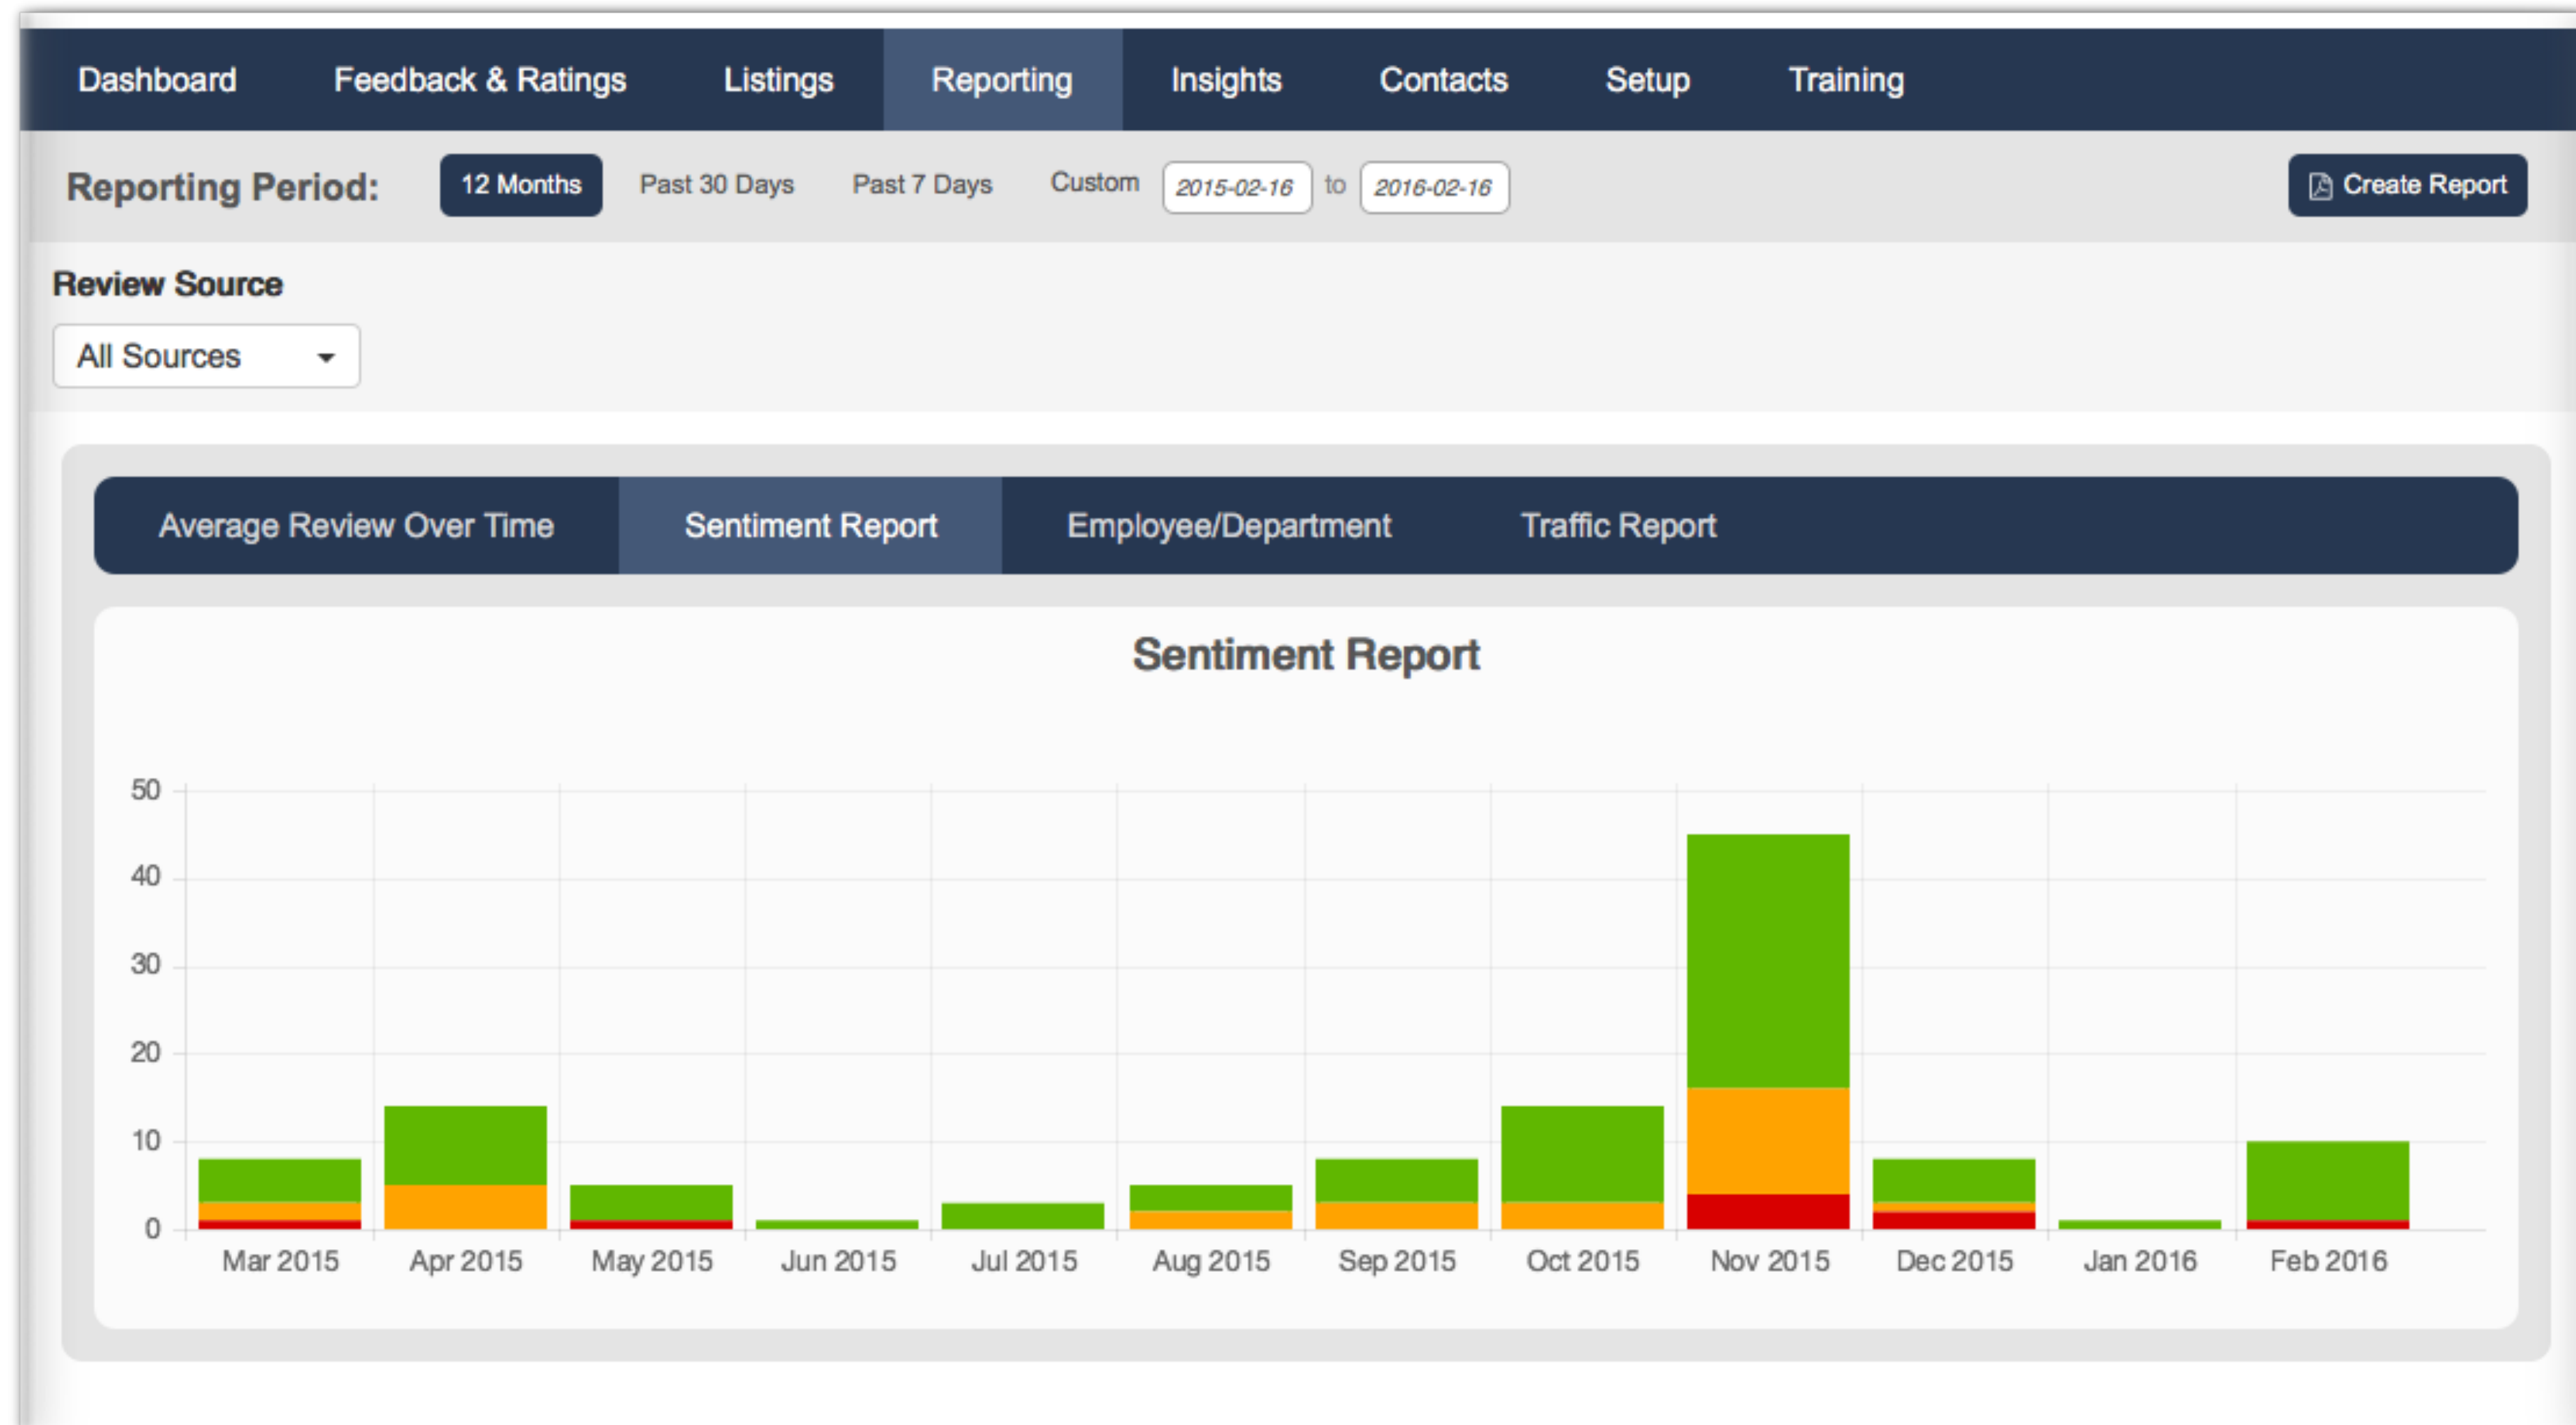 Dashboard Feedback & Ratings Listings Reporting Insights Contacts Setup Training
Reporting Period: 12 Months Past 30 Days Past 7 Days Custom 2015-02-16 to 2016-02-16 Create Report
Review Source
All Sources
Average Review Over Time Sentiment Report Employee/Department Traffic Report
Sentiment Report
50
40
30
20
10
0
Mar 2015 Apr 2015 May 2015 Jun 2015 Jul 2015 Aug 2015 Sep 2015 Oct 2015 Nov 2015 Dec 2015 Jan 2016 Feb 2016